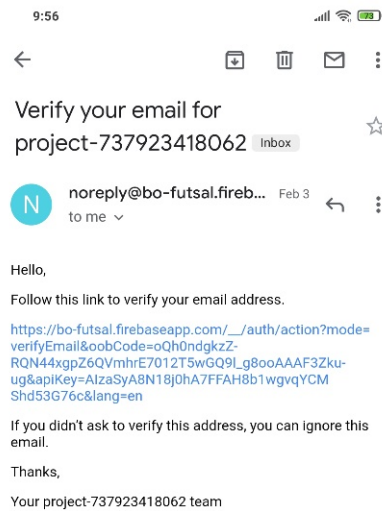 9:56
73
Verify your email for
project-737923418062 Inbox
N
noreply@bo-futsal.fireb... Feb 3
to me
Hello,
Follow this link to verify your email address.
https://bo-futsal.firebaseapp.com/__/auth/action?mode=
verifyEmail&oobCode=oQh0ndgkzZ-
RQN44xgpZ6QVmhrE7012T5wGQ9l_g8ooAAAF3Zku-
ug&apiKey=AIzaSyA8N18j0hA7FFAH8b1wgvqYCM
Shd53G76c&lang=en
If you didn't ask to verify this address, you can ignore this
email.
Thanks,
Your project-737923418062 team